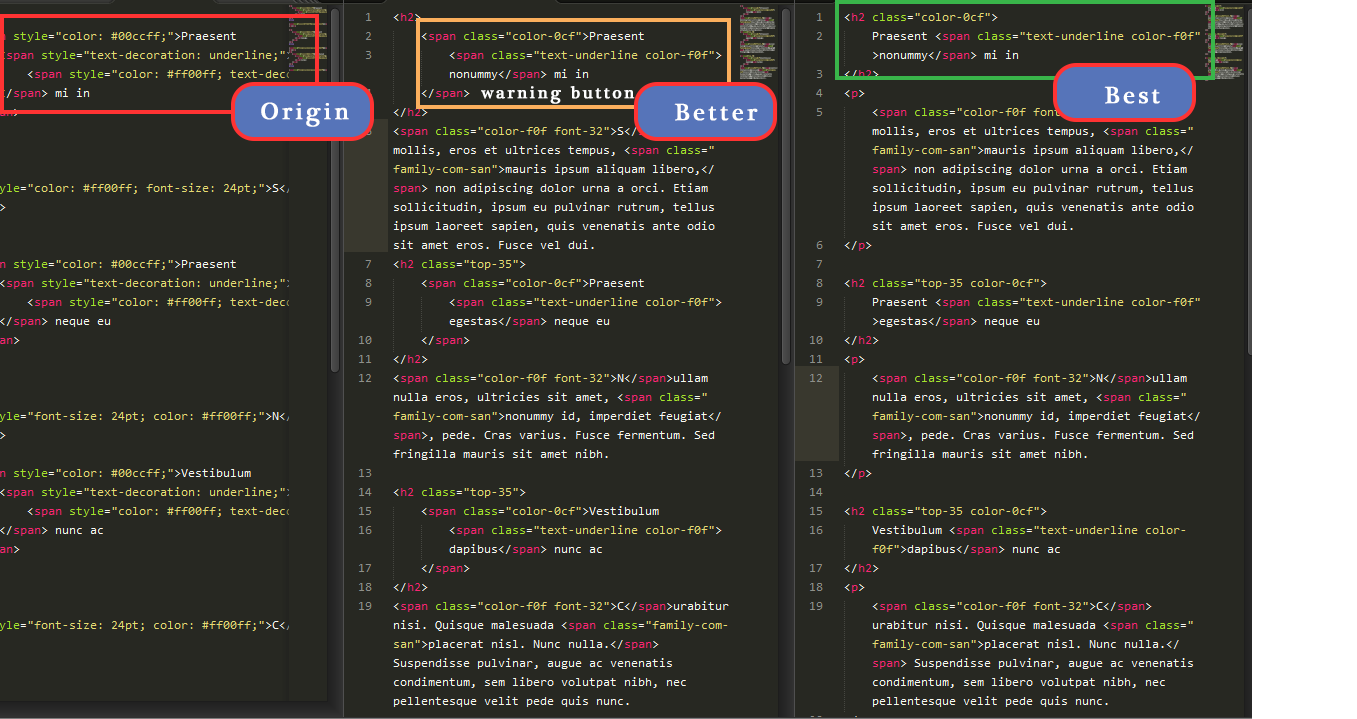 n style="color: #00ccff;">Praesent
<span style="text-decoration: underline;"
<span style="color: #ff00ff; text-dec
</span> mi in
Origin
yle="color: #ff00ff; font-size: 24pt;">S</
>
n style="color: #00ccff;">Praesent
<span style="text-decoration: underline;">
<span style="color: #ff00ff; text-dec
</span> neque eu
an>
yle="font-size: 24pt; color: #ff00ff;">N</
>
n style="color: #00ccff;">Vestibulum
<span style="text-decoration: underline;">
<span style="color: #ff00ff; text-dec
</span> nunc ac
an>
yle="font-size: 24pt; color: #ff00ff;">C</
1 <h2>
2 <span class="color-0cf">Praesent
3 <span class="text-underline color-f0f">
nonummy</span> mi in
</span> warning button
Better
</h2>
<span class="color-f0f font-32">S</
mollis, eros et ultrices tempus, <span class="
family-com-san">mauris ipsum aliquam libero,</
span> non adipiscing dolor urna a orci. Etiam
sollicitudin, ipsum eu pulvinar rutrum, tellus
ipsum laoreet sapien, quis venenatis ante odio
sit amet eros. Fusce vel dui.
7 <h2 class="top-35">
8 <span class="color-0cf">Praesent
9 <span class="text-underline color-f0f">
egestas</span> neque eu
10 </span>
11 </h2>
12 <span class="color-f0f font-32">N</span>ullam
nulla eros, ultricies sit amet, <span class="
family-com-san">nonummy id, imperdiet feugiat</
span>, pede. Cras varius. Fusce fermentum. Sed
fringilla mauris sit amet nibh.
13
14 <h2 class="top-35">
15 <span class="color-0cf">Vestibulum
16 <span class="text-underline color-f0f">
dapibus</span> nunc ac
17 </span>
18 </h2>
19 <span class="color-f0f font-32">C</span>urabitur
nisi. Quisque malesuada <span class="family-com-
san">placerat nisl. Nunc nulla.</span>
Suspendisse pulvinar, augue ac venenatis
condimentum, sem libero volutpat nibh, nec
pellentesque velit pede quis nunc.
1 <h2 class="color-0cf">
2 Praesent <span class="text-underline color-f0f"
>nonummy</span> mi in
3 </h2>
Best
4 <p>
5 <span class="color-f0f font
mollis, eros et ultrices tempus, <span class="
family-com-san">mauris ipsum aliquam libero,</
span> non adipiscing dolor urna a orci. Etiam
sollicitudin, ipsum eu pulvinar rutrum, tellus
ipsum laoreet sapien, quis venenatis ante odio
sit amet eros. Fusce vel dui.
6 </p>
7
8 <h2 class="top-35 color-0cf">
9 Praesent <span class="text-underline color-f0f"
>egestas</span> neque eu
10 </h2>
11 <p>
12 <span class="color-f0f font-32">N</span>ullam
nulla eros, ultricies sit amet, <span class="
family-com-san">nonummy id, imperdiet feugiat</
span>, pede. Cras varius. Fusce fermentum. Sed
fringilla mauris sit amet nibh.
13 </p>
14
15 <h2 class="top-35 color-0cf">
16 Vestibulum <span class="text-underline color-
f0f">dapibus</span> nunc ac
17 </h2>
18 <p>
19 <span class="color-f0f font-32">C</span>
urabitur nisi. Quisque malesuada <span class="
family-com-san">placerat nisl. Nunc nulla.</
span> Suspendisse pulvinar, augue ac venenatis
condimentum, sem libero volutpat nibh, nec
pellentesque velit pede quis nunc.